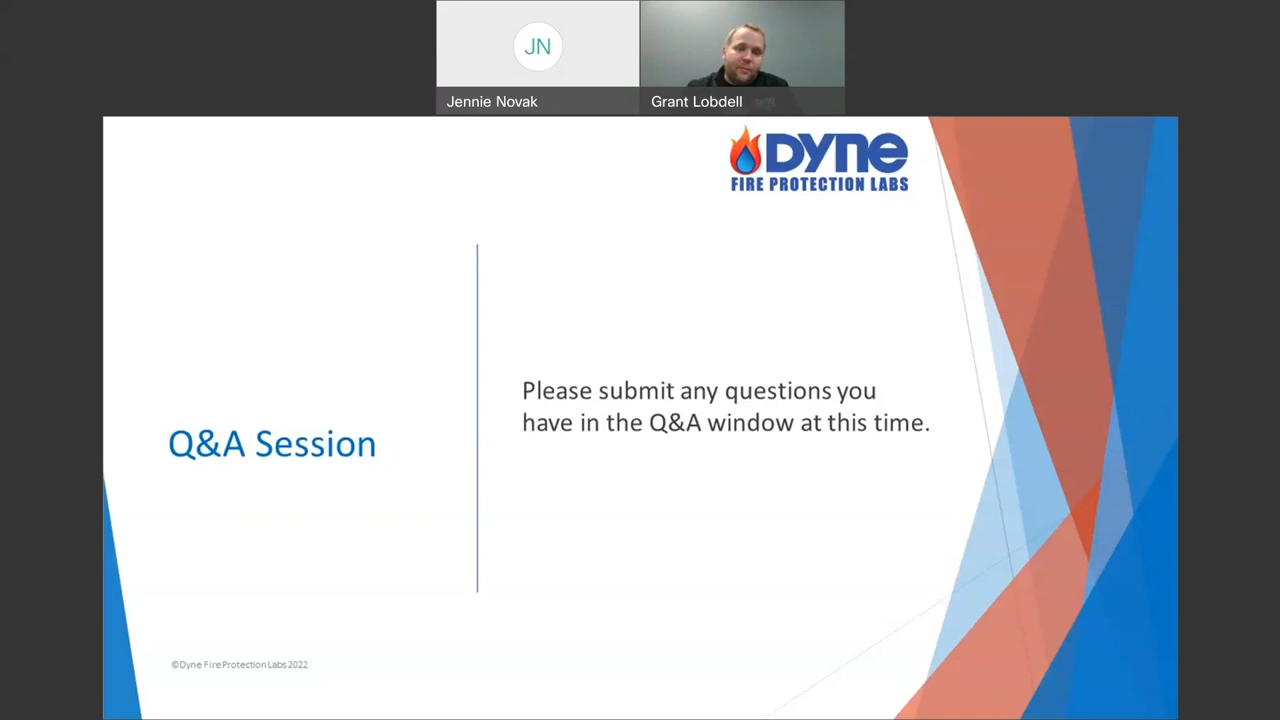 JN
Jennie Novak
Grant Lobdell
DYNE
FIRE PROTECTION LABS
Please submit any questions you
have in the Q&A window at this time.
Q&A Session
©Dyne Fire Protection Labs 2022